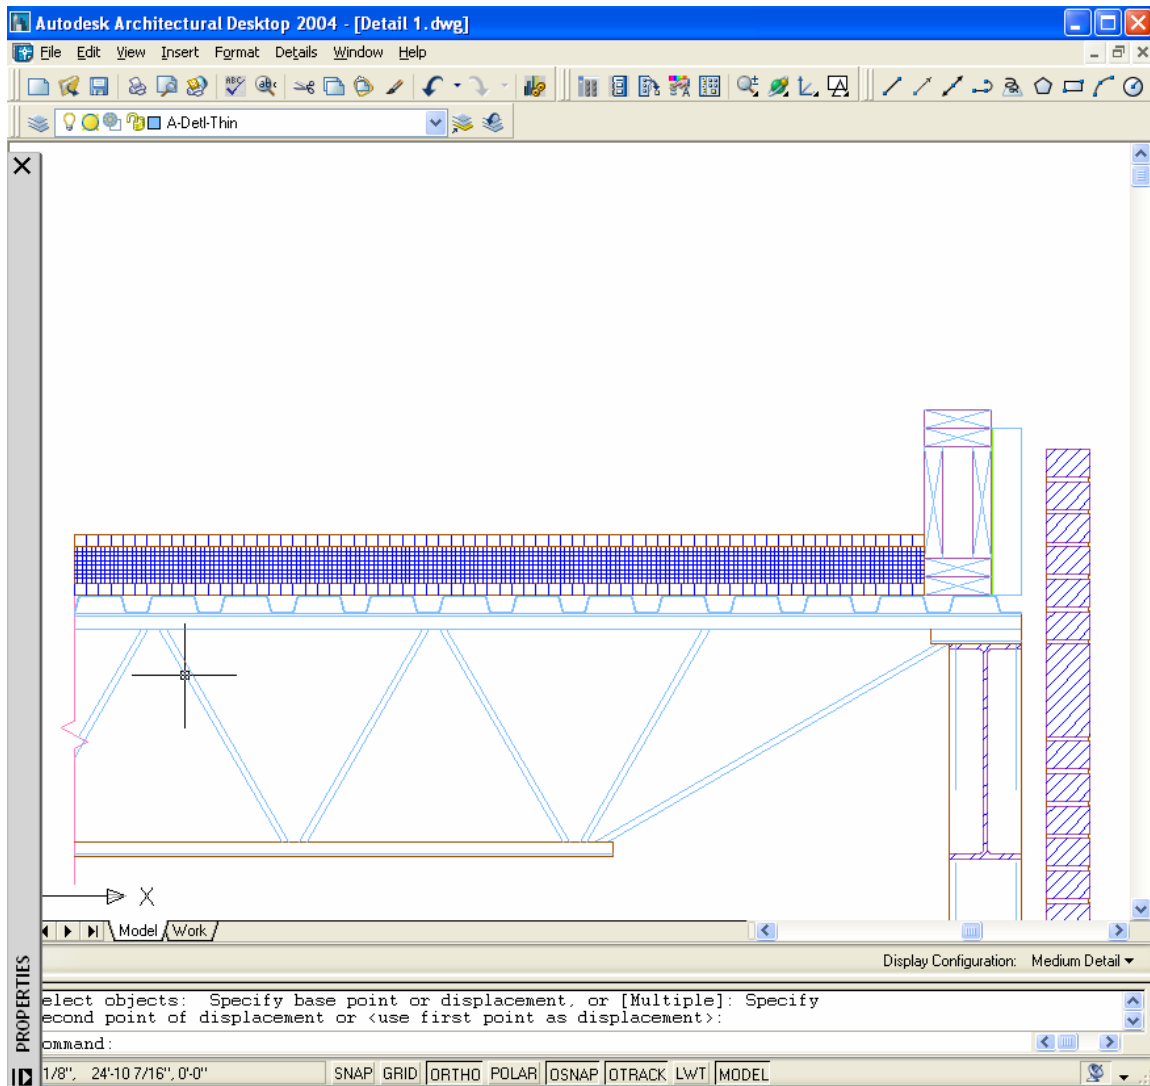 Autodesk Architectural Desktop 2004 - [Detail 1.dwg]
File Edit View Insert Format Details Window Help
ABC
A-Detl-Thin
X
Model Work
Display Configuration: Medium Detail
PROPERTIES
elect objects: Specify base point or displacement, or [Multiple]: Specify
econd point of displacement or <use first point as displacement>:
ommand:
1/8", 24'-10 7/16", 0'-0" SNAP GRID ORTHO POLAR OSNAP OTRACK LWT MODEL